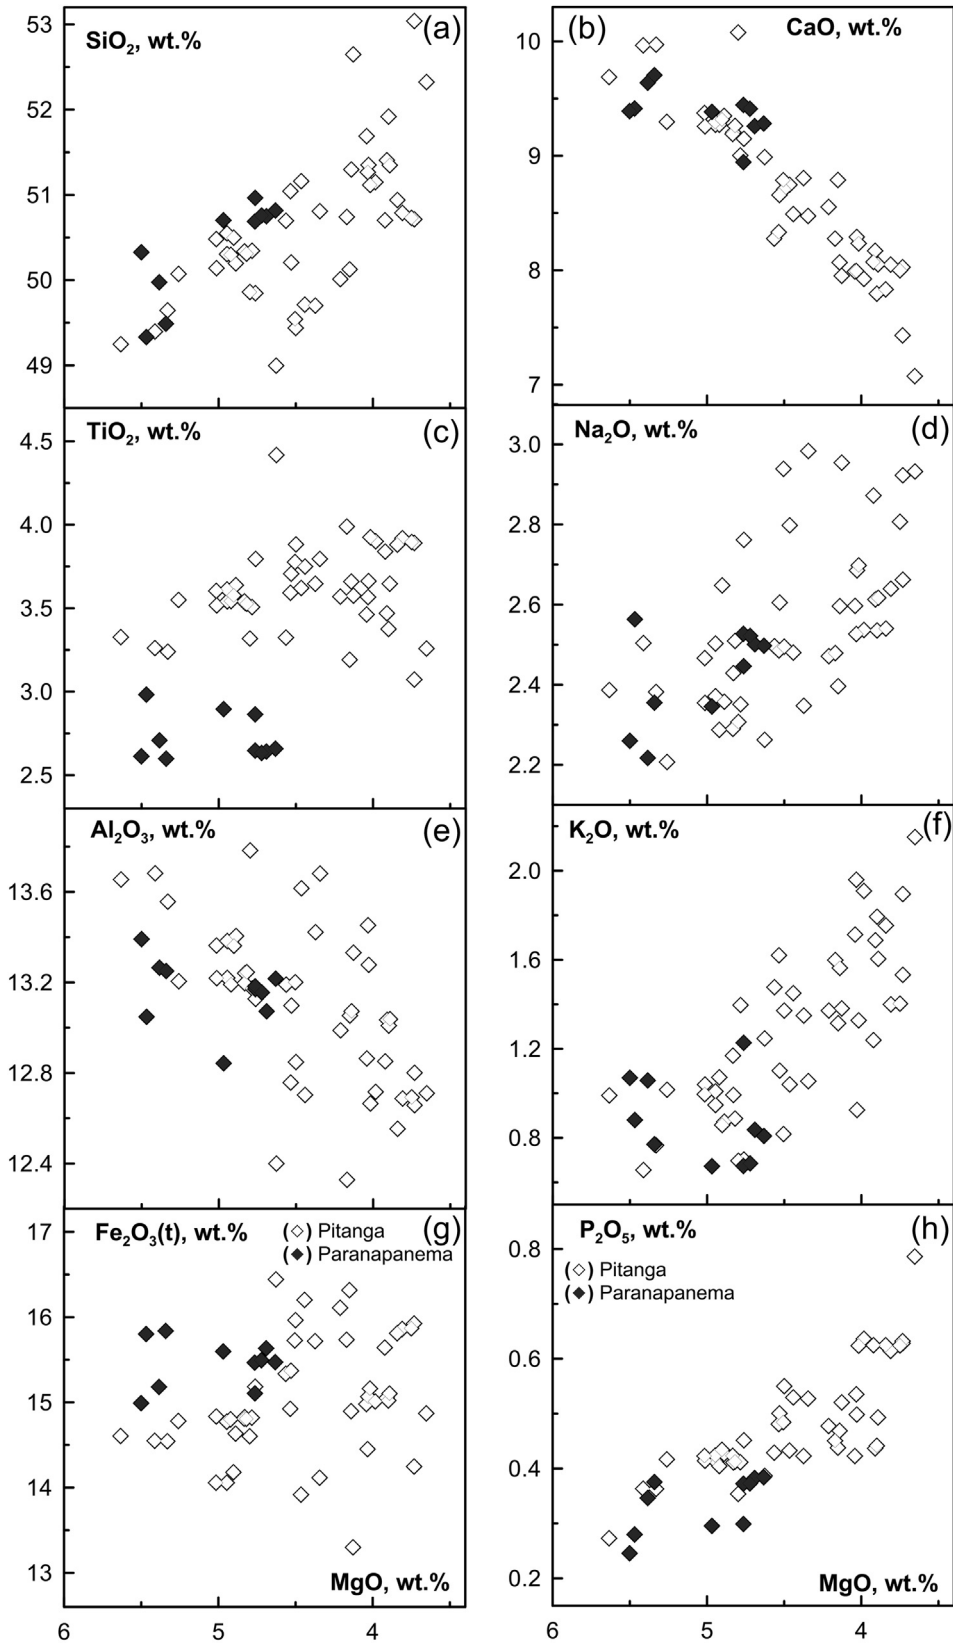 (a)
SiO₂, wt.%
53
52
51
50
49
(b)
CaO, wt.%
10
9
8
7
(c)
TiO₂, wt.%
4.5
4.0
3.5
3.0
2.5
(d)
Na₂O, wt.%
3.0
2.8
2.6
2.4
2.2
(e)
Al₂O₃, wt.%
13.6
13.2
12.8
12.4
(f)
K₂O, wt.%
2.0
1.6
1.2
0.8
(g)
Fe₂O₃(t), wt.%
(◇) Pitanga
(◆) Paranapanema
17
16
15
14
13
MgO, wt.%
6 5 4
(h)
P₂O₅, wt.%
(◇) Pitanga
(◆) Paranapanema
0.8
0.6
0.4
0.2
MgO, wt.%
6 5 4